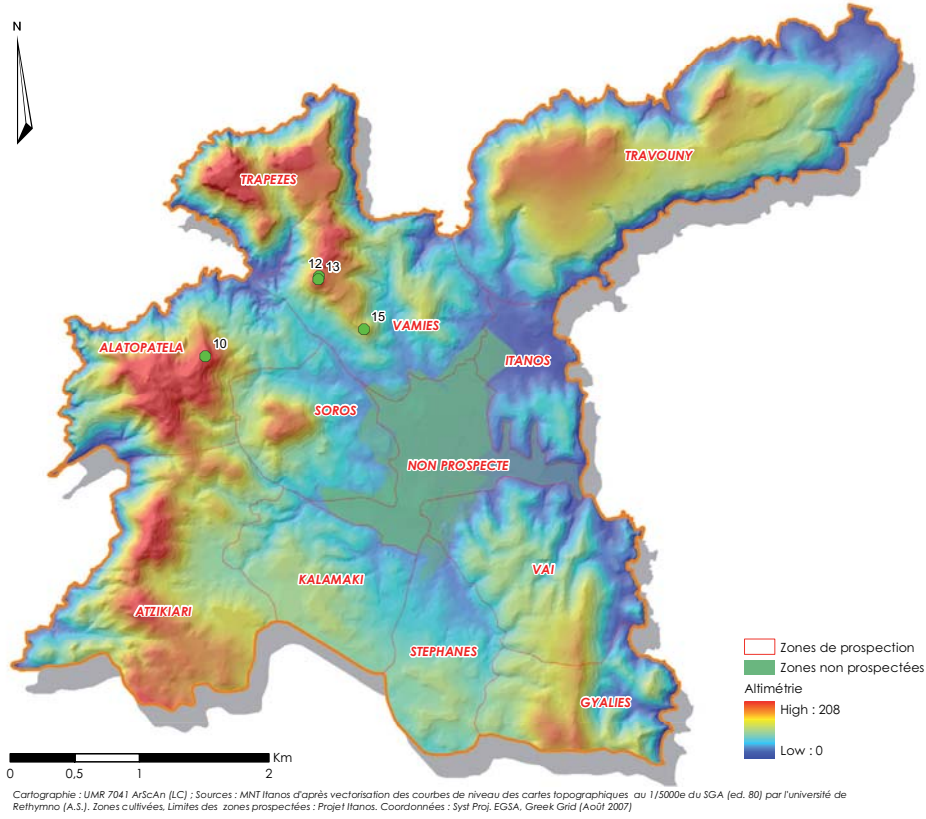 N
TRAVOUNY
TRAPEZES
12 13
15
VAMIES
ALATOPATELA
10
ITANOS
SOROS
NON PROSPECTE
VAI
KALAMAKI
ATZIKIARI
STEPHANES
GYALIES
Zones de prospection
Zones non prospectées
Altimétrie
High : 208
Low : 0
Km
0 0,5 1 2
Cartographie : UMR 7041 ArScAn (LC) ; Sources : MNT Itanos d'après vectorisation des courbes de niveau des cartes topographiques au 1/5000e du SGA (ed. 80) par l'université de
Rethymno (A.S.). Zones cultivées, Limites des zones prospectées : Projet Itanos. Coordonnées : Syst Proj. EGSA, Greek Grid (Août 2007)